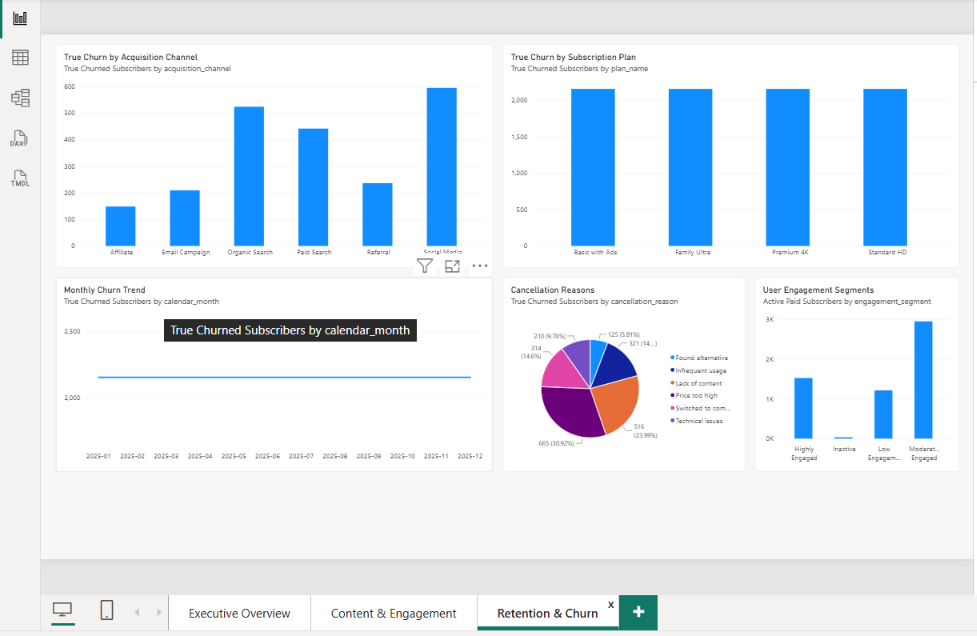 DAX
TMDL
True Churn by Acquisition Channel
True Churned Subscribers by acquisition_channel
600
500
400
300
200
100
0
Affiliate
Email Campaign
Organic Search
Paid Search
Referral
Social Media
True Churn by Subscription Plan
True Churned Subscribers by plan_name
2,000
1,500
1,000
500
0
Basic with Ads
Family Ultra
Premium 4K
Standard HD
Monthly Churn Trend
True Churned Subscribers by calendar_month
True Churned Subscribers by calendar_month
2,500
2,000
2025-01
2025-02
2025-03
2025-04
2025-05
2025-06
2025-07
2025-08
2025-09
2025-10
2025-11
2025-12
Cancellation Reasons
True Churned Subscribers by cancellation_reason
125 (5.81%)
321 (14,...)
516
(23.99%)
665 (30.92%)
314
(14.6%)
210 (9.76%)
Found alternative
Infrequent usage
Lack of content
Price too high
Switched to com...
Technical issues
User Engagement Segments
Active Paid Subscribers by engagement_segment
3K
2K
1K
0K
Highly
Engaged
Inactive
Low
Engagem...
Moderat...
Engaged
Executive Overview
Content & Engagement
Retention & Churn
x
+